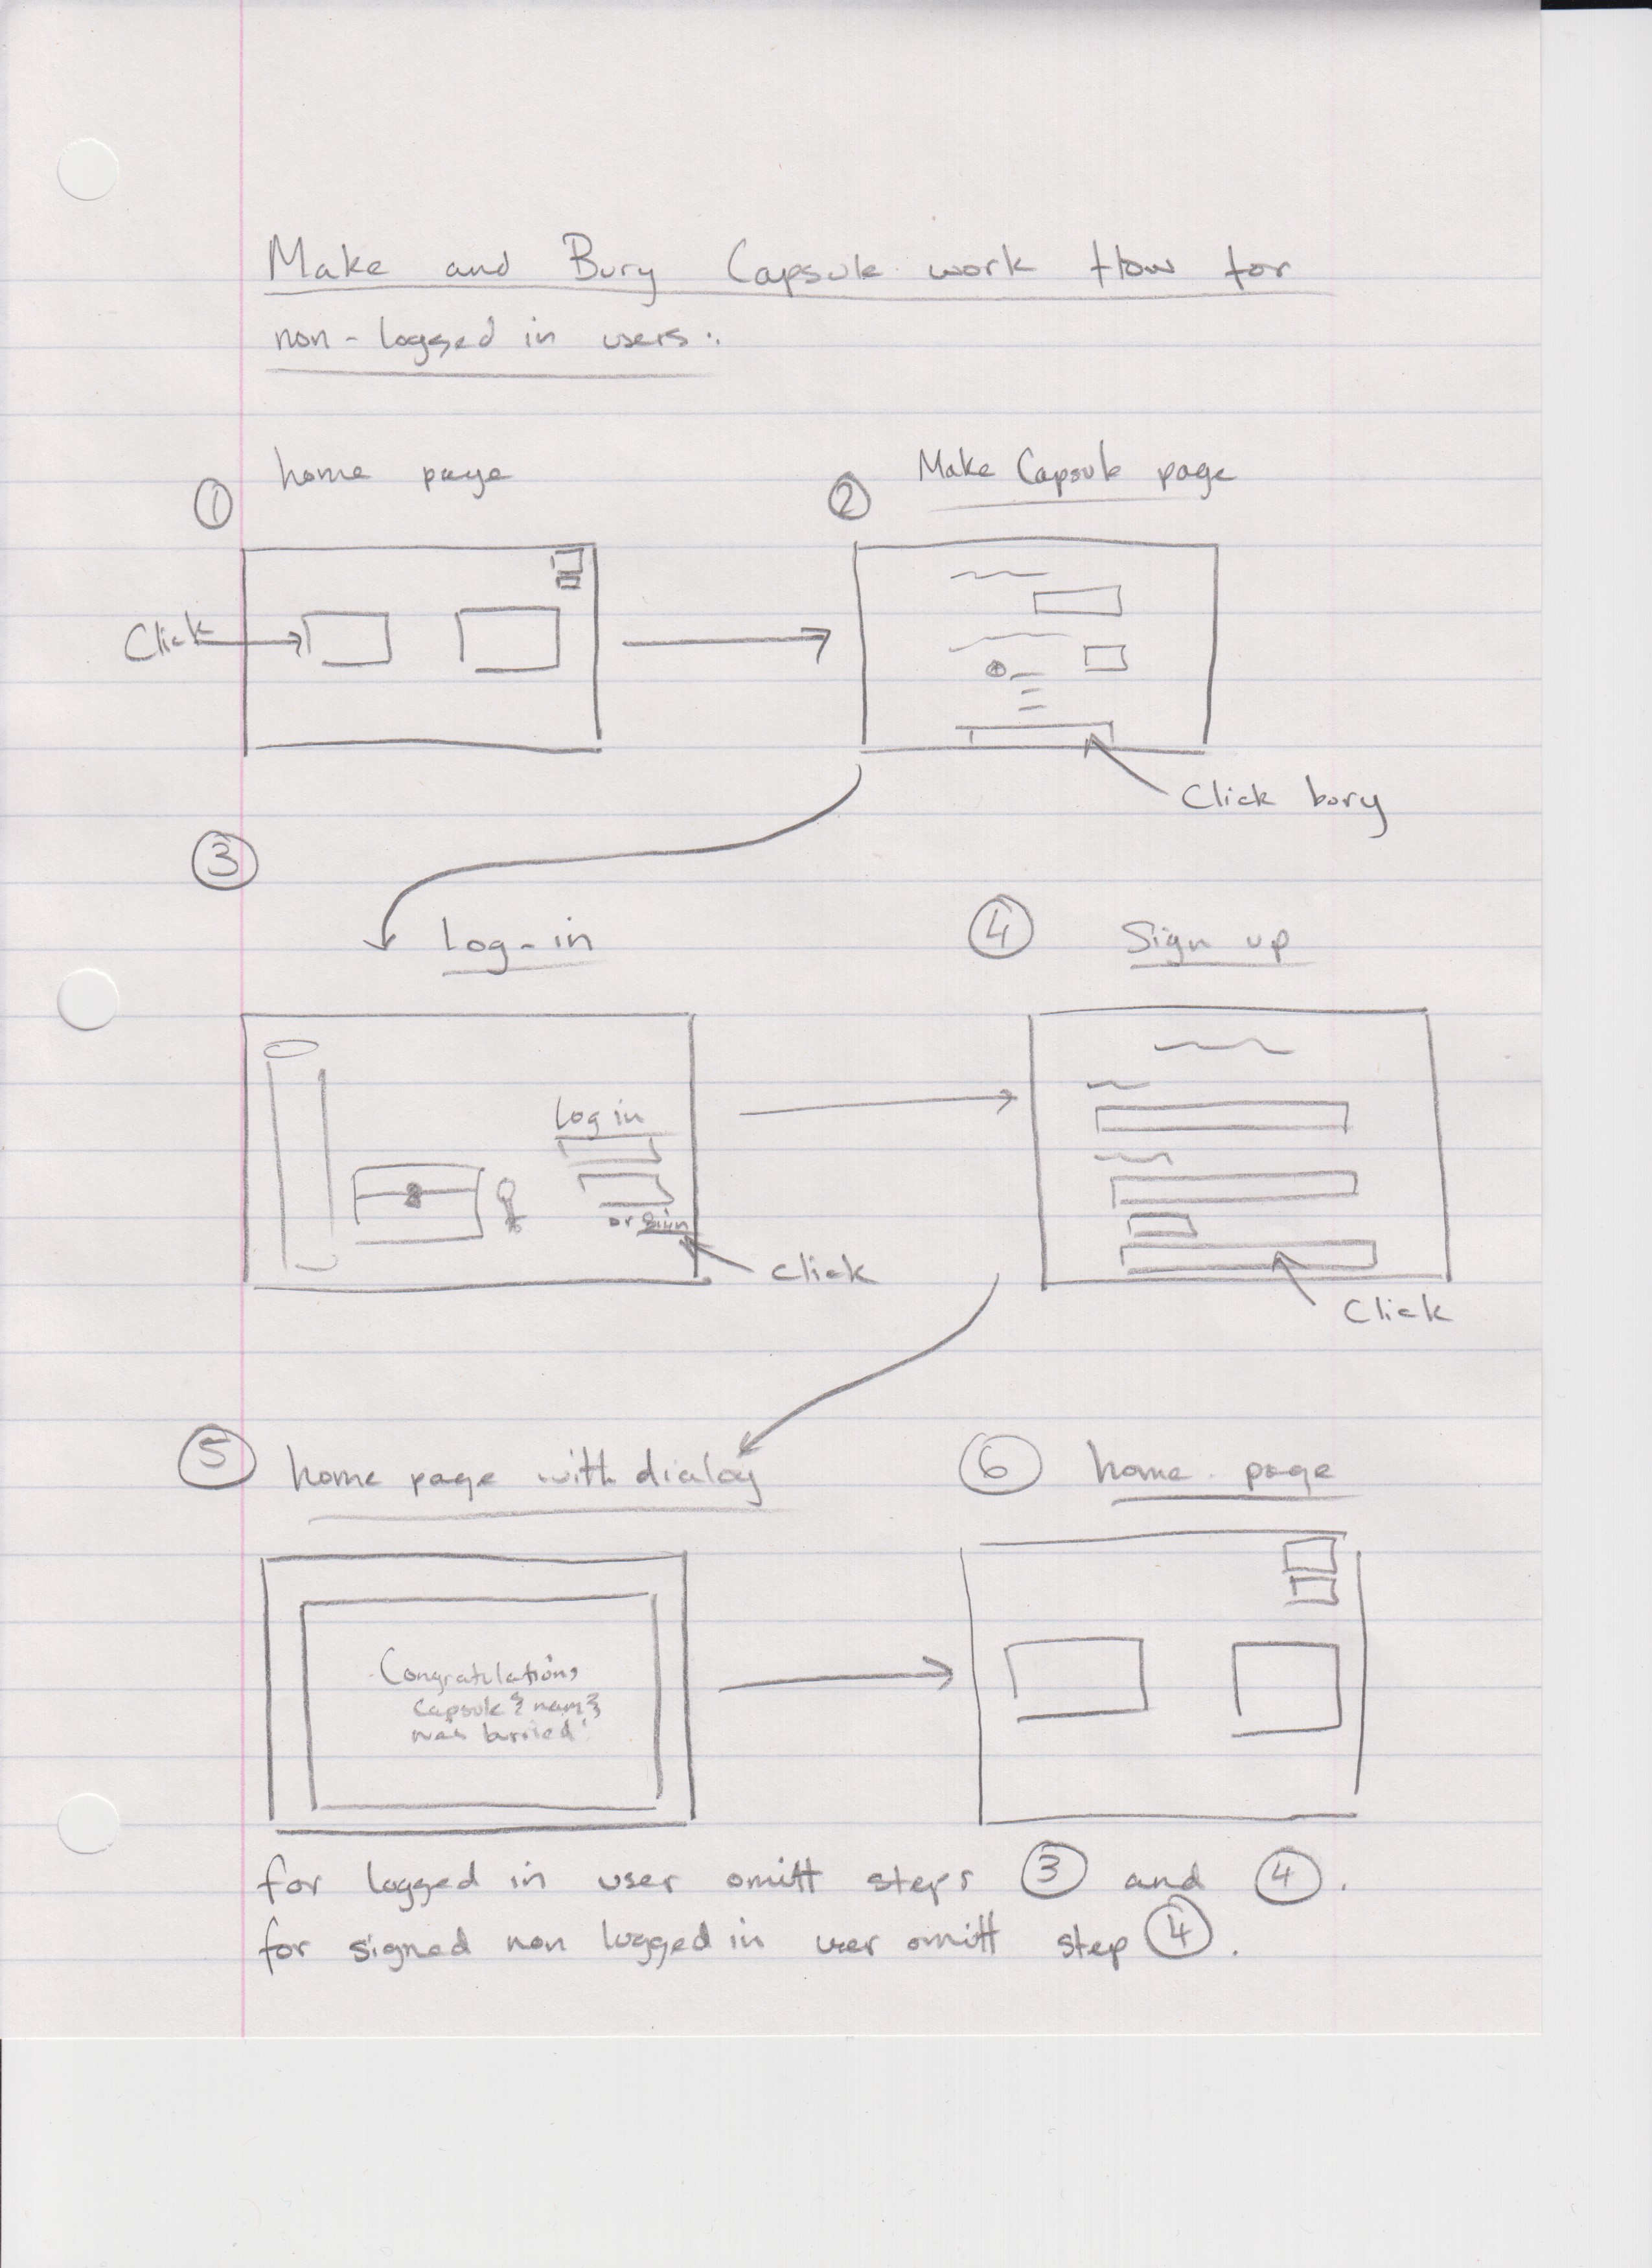 Make and Bury Capsule work flow for
non-logged in users:
① home page
② Make Capsule page
Click
Click bury
③
Log-in
④ Sign up
Log in
or Sign
Click
Click
⑤ home page with dialog
⑥ home page
Congratulations
Capsule {nam}
was burried!
for logged in user omitt steps ③ and ④.
for signed non logged in user omitt step ④.